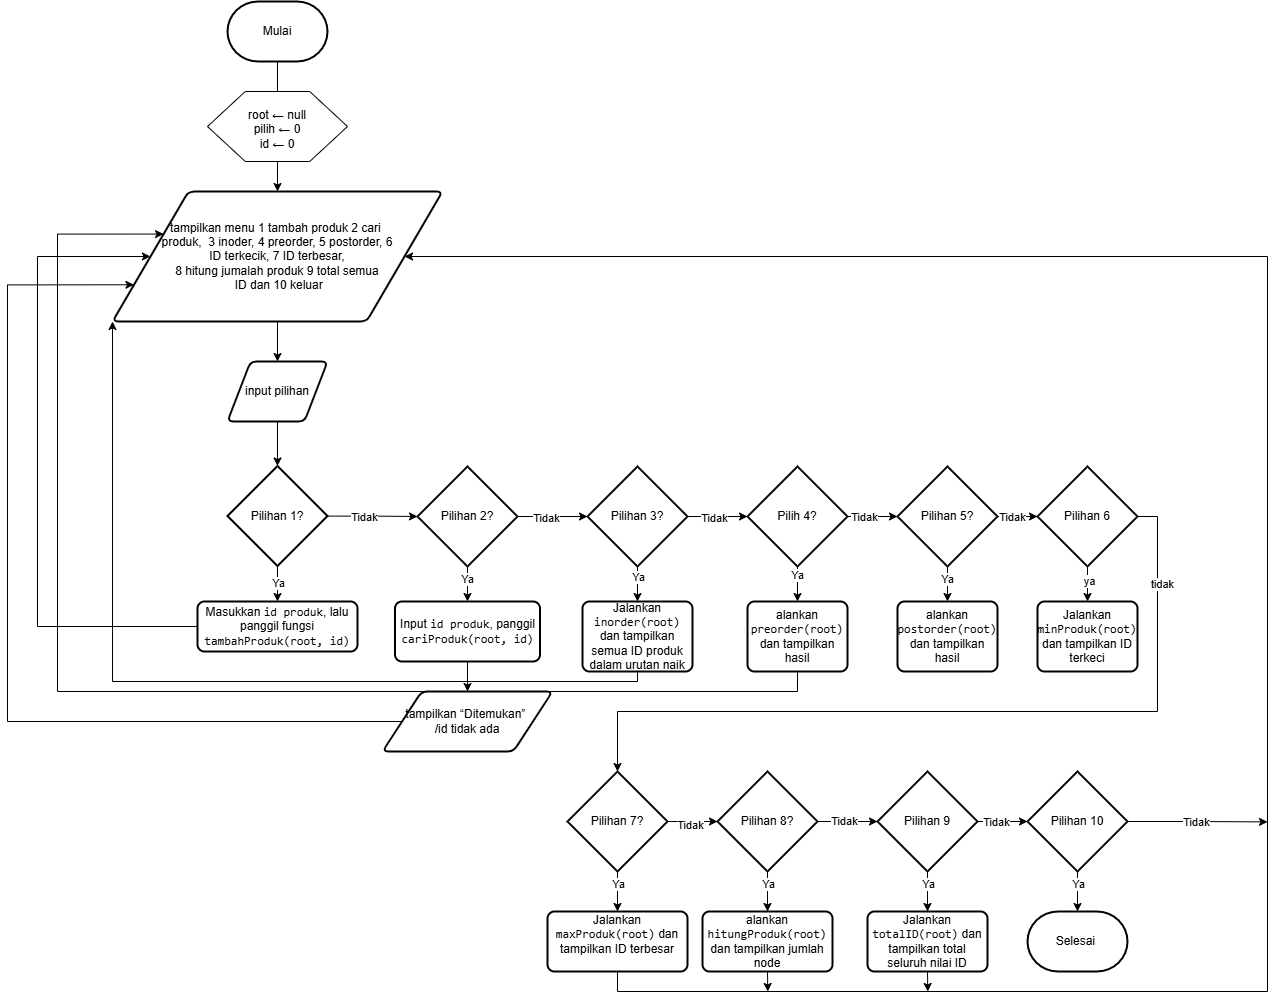 Mulai
root ← null
pilih ← 0
id ← 0
tampilkan menu 1 tambah produk 2 cari
produk, 3 inoder, 4 preorder, 5 postorder, 6
ID terkecik, 7 ID terbesar,
8 hitung jumalah produk 9 total semua
ID dan 10 keluar
input pilihan
Pilihan 1?
Tidak
Pilihan 2?
Tidak
Pilihan 3?
Tidak
Pilih 4?
Tidak
Pilihan 5?
Tidak
Pilihan 6
Ya
Ya
Ya
Ya
Ya
ya
tidak
Masukkan id produk, lalu
panggil fungsi
tambahProduk(root, id)
Input id produk, panggil
cariProduk(root, id)
Jalankan
inorder(root)
dan tampilkan
semua ID produk
dalam urutan naik
alankan
preorder(root)
dan tampilkan
hasil
alankan
postorder(root)
dan tampilkan
hasil
Jalankan
minProduk(root)
dan tampilkan ID
terkeci
tampilkan “Ditemukan”
/id tidak ada
Pilihan 7?
Tidak
Pilihan 8?
Tidak
Pilihan 9
Tidak
Pilihan 10
Tidak
Ya
Ya
Ya
Ya
Jalankan
maxProduk(root) dan
tampilkan ID terbesar
alankan
hitungProduk(root)
dan tampilkan jumlah
node
Jalankan
totalID(root) dan
tampilkan total
seluruh nilai ID
Selesai